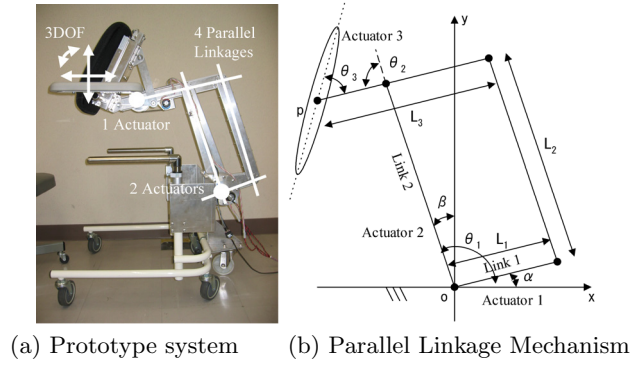 3DOF
4 Parallel
Linkages
1 Actuator
2 Actuators
(a) Prototype system
y
Actuator 3
θ3
θ2
p
L3
L2
Link 2
β
Actuator 2
θ1
L1
Link 1
α
o
Actuator 1
x
(b) Parallel Linkage Mechanism